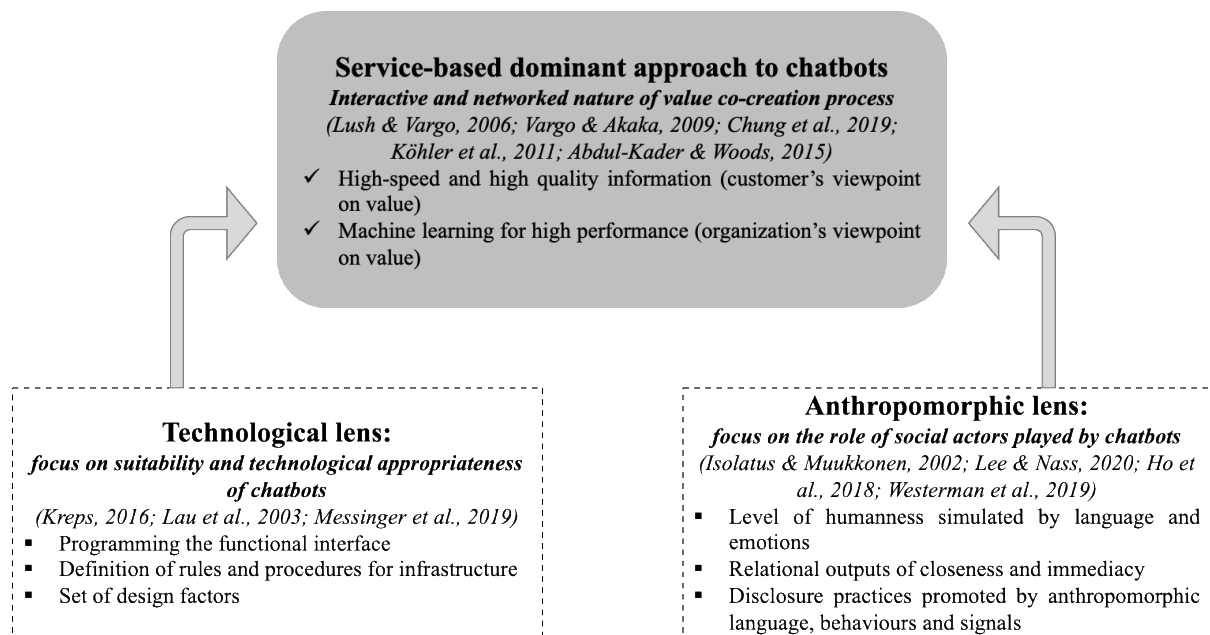 Service-based dominant approach to chatbots
Interactive and networked nature of value co-creation process
(Lush & Vargo, 2006; Vargo & Akaka, 2009; Chung et al., 2019;
Köhler et al., 2011; Abdul-Kader & Woods, 2015)
✓ High-speed and high quality information (customer's viewpoint
on value)
✓ Machine learning for high performance (organization's viewpoint
on value)
Technological lens:
focus on suitability and technological appropriateness
of chatbots
(Kreps, 2016; Lau et al., 2003; Messinger et al., 2019)
▪ Programming the functional interface
▪ Definition of rules and procedures for infrastructure
▪ Set of design factors
Anthropomorphic lens:
focus on the role of social actors played by chatbots
(Isolatus & Muukkonen, 2002; Lee & Nass, 2020; Ho et
al., 2018; Westerman et al., 2019)
▪ Level of humanness simulated by language and
emotions
▪ Relational outputs of closeness and immediacy
▪ Disclosure practices promoted by anthropomorphic
language, behaviours and signals